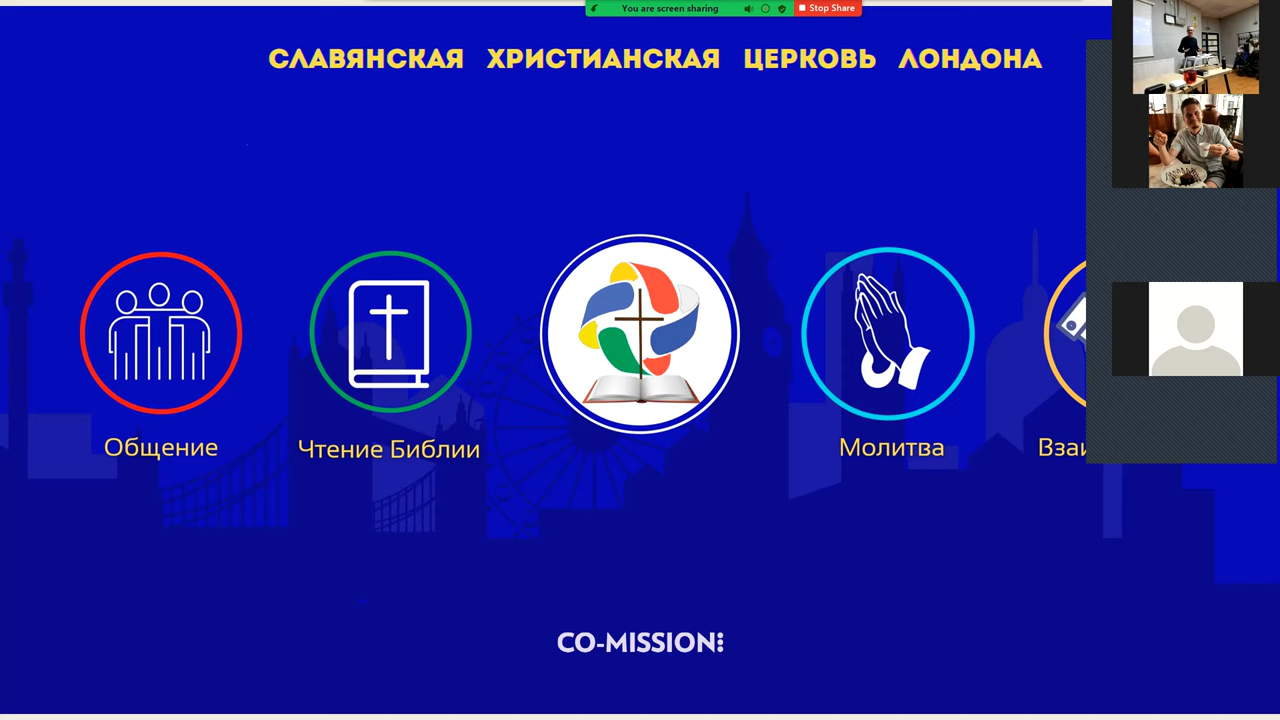 You are screen sharing
Stop Share
СЛАВЯНСКАЯ ХРИСТИАНСКАЯ ЦЕРКОВЬ ЛОНДОНА
Общение
Чтение Библии
Молитва
CO-MISSION